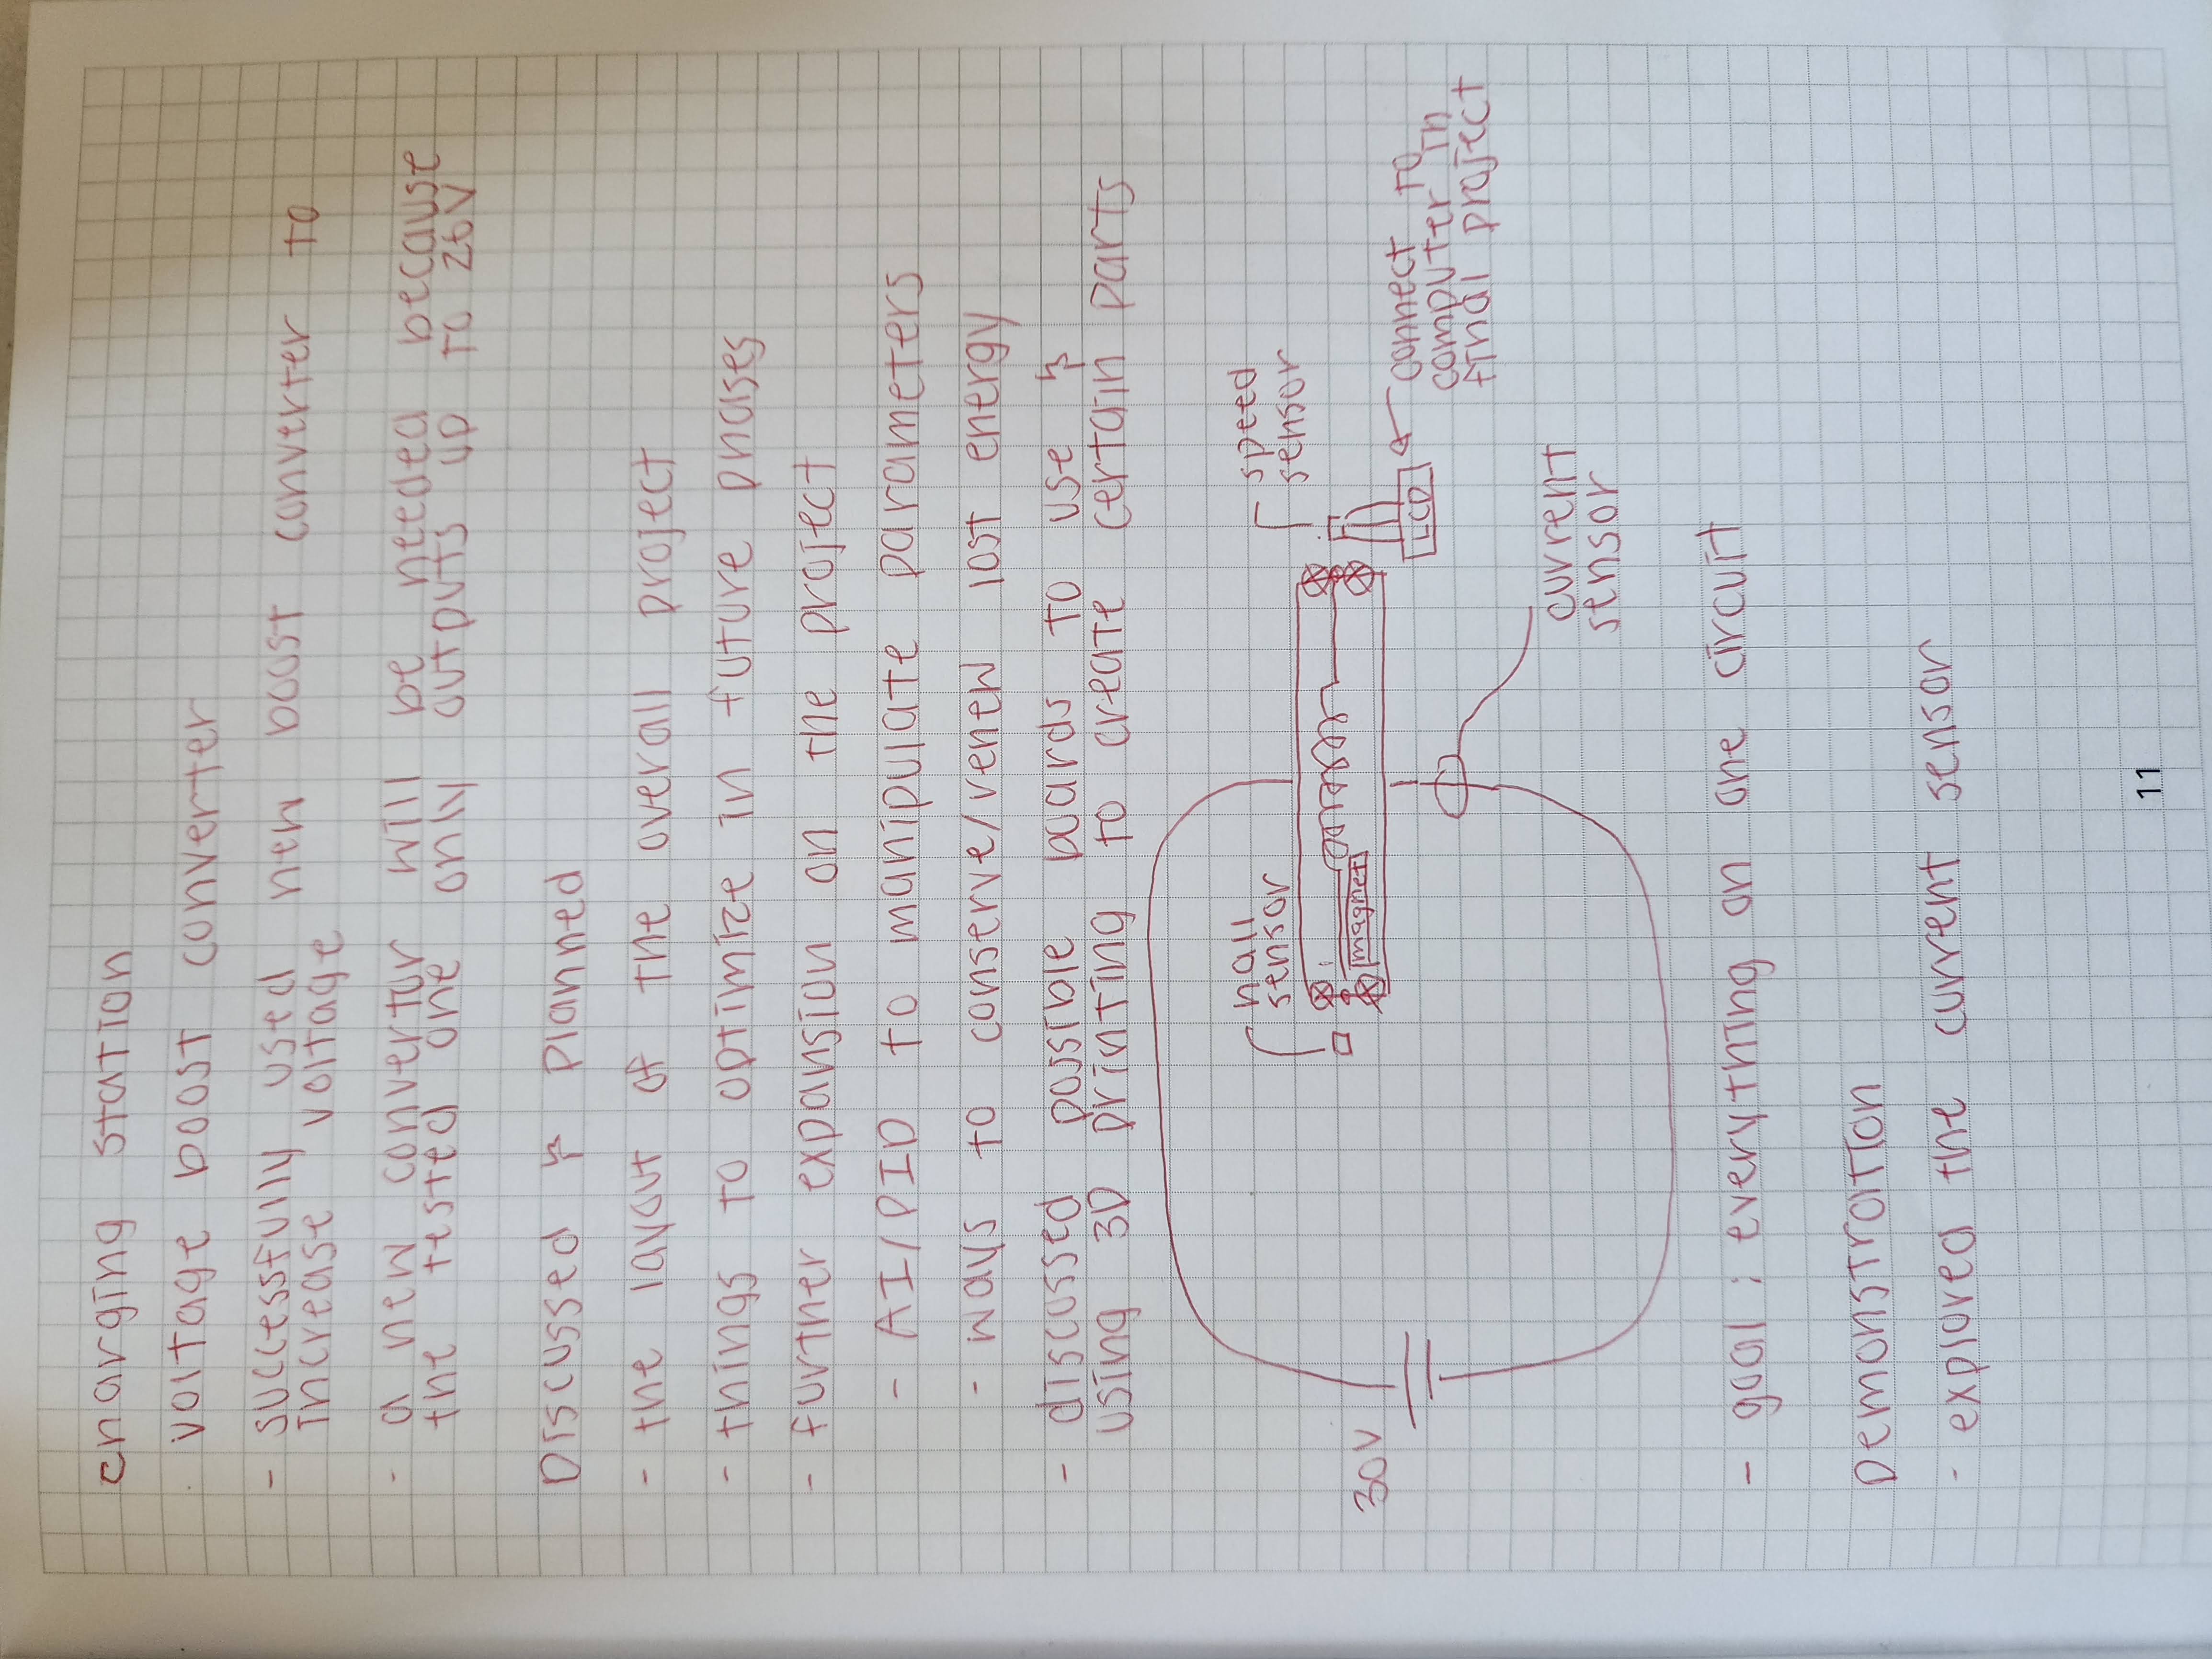 charging station
voltage boost converter
- successfully used new boost converter to
increase voltage
- a new convertor will be needed because
the tested one only outputs up to 26V
Discussed & Planned
- the layout of the overall project
- things to optimize in future phases
- further expansion on the project
- AI/PID to manipulate parameters
- ways to conserve/renew lost energy
- discussed possible boards to use &
using 3D printing to create certain parts
hall
sensor
speed
sensor
30V
magnet
LCD
connect to
computer in
final project
current
sensor
- goal: everything on one circuit
Demonstration
- explored the current sensor
11